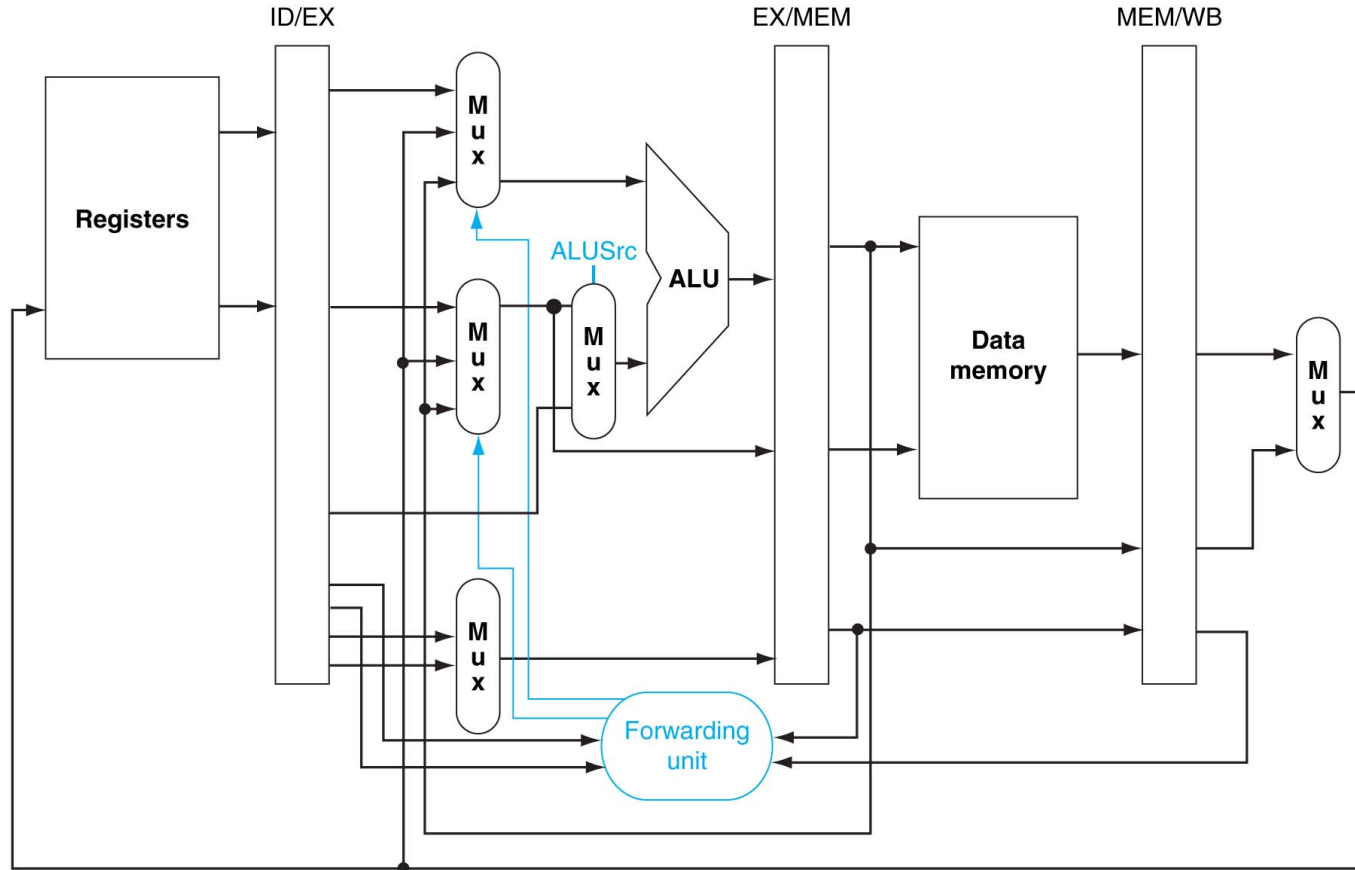 ID/EX
EX/MEM
MEM/WB
M
u
x
Registers
ALUSrc
ALU
M
u
x
M
u
x
Data
memory
M
u
x
M
u
x
Forwarding
unit